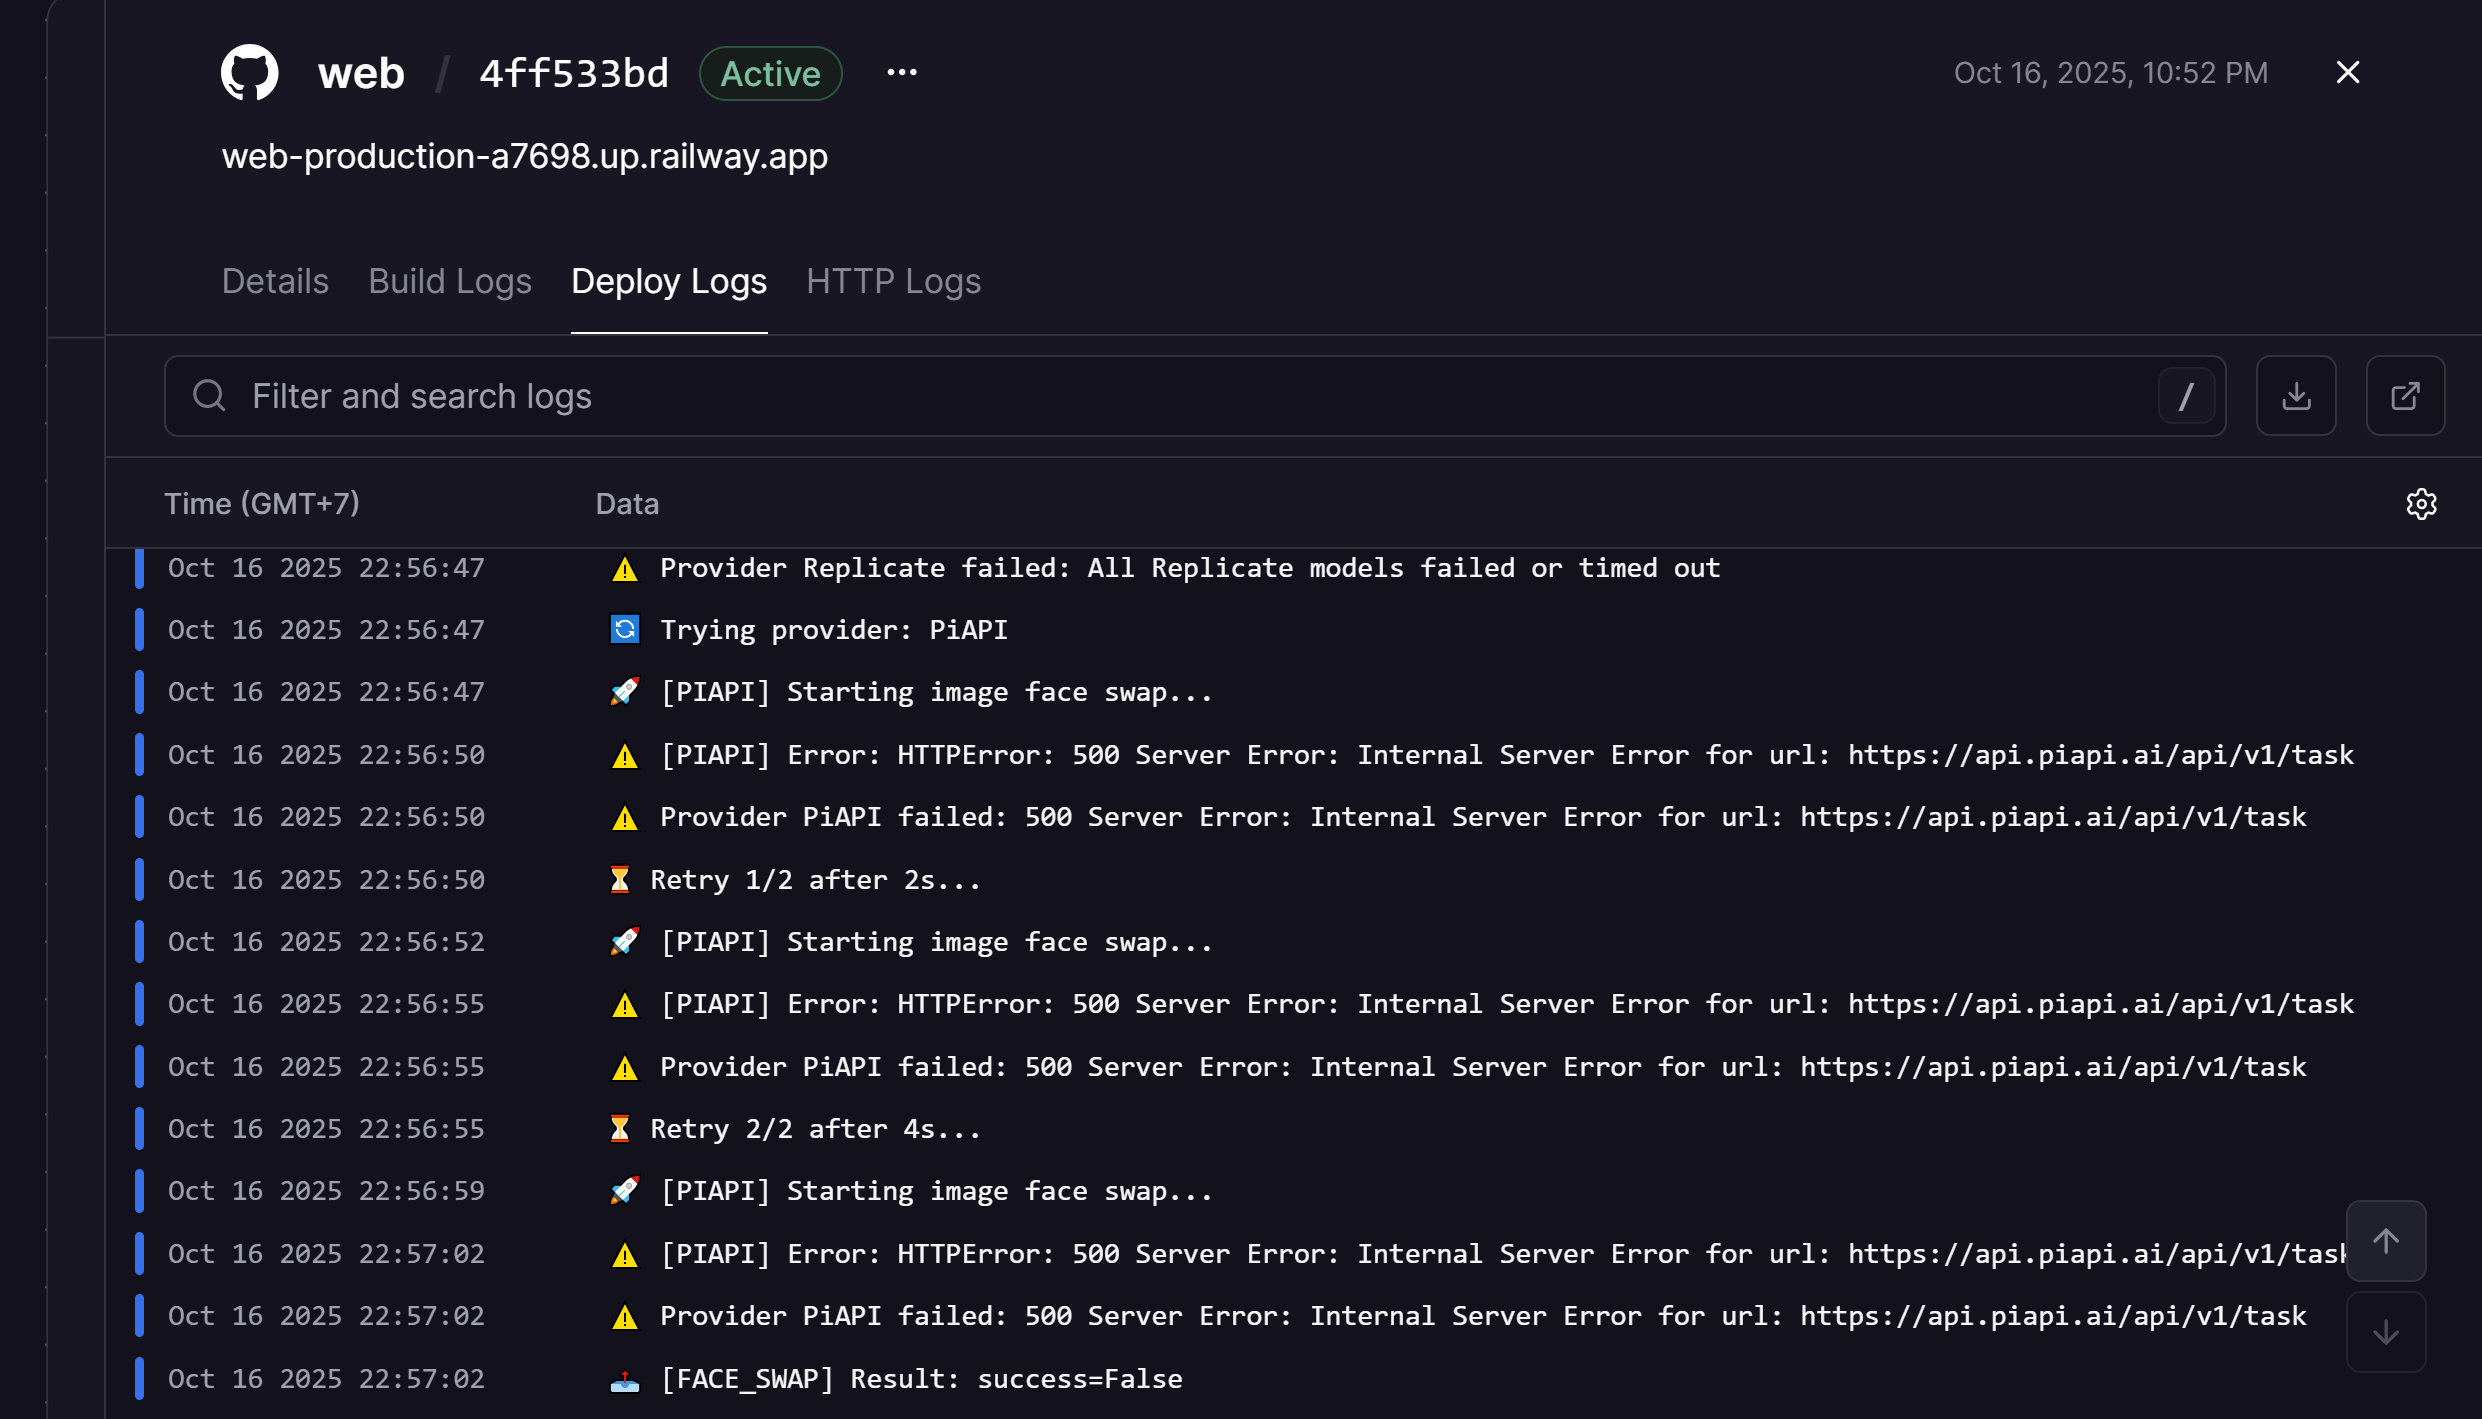 web / 4ff533bd Active ... Oct 16, 2025, 10:52 PM
web-production-a7698.up.railway.app
Details Build Logs Deploy Logs HTTP Logs
Filter and search logs /
Time (GMT+7) Data
Oct 16 2025 22:56:47 ⚠️ Provider Replicate failed: All Replicate models failed or timed out
Oct 16 2025 22:56:47 🔄 Trying provider: PiAPI
Oct 16 2025 22:56:47 🚀 [PIAPI] Starting image face swap...
Oct 16 2025 22:56:50 ⚠️ [PIAPI] Error: HTTPError: 500 Server Error: Internal Server Error for url: https://api.piapi.ai/api/v1/task
Oct 16 2025 22:56:50 ⚠️ Provider PiAPI failed: 500 Server Error: Internal Server Error for url: https://api.piapi.ai/api/v1/task
Oct 16 2025 22:56:50 ⏳ Retry 1/2 after 2s...
Oct 16 2025 22:56:52 🚀 [PIAPI] Starting image face swap...
Oct 16 2025 22:56:55 ⚠️ [PIAPI] Error: HTTPError: 500 Server Error: Internal Server Error for url: https://api.piapi.ai/api/v1/task
Oct 16 2025 22:56:55 ⚠️ Provider PiAPI failed: 500 Server Error: Internal Server Error for url: https://api.piapi.ai/api/v1/task
Oct 16 2025 22:56:55 ⏳ Retry 2/2 after 4s...
Oct 16 2025 22:56:59 🚀 [PIAPI] Starting image face swap...
Oct 16 2025 22:57:02 ⚠️ [PIAPI] Error: HTTPError: 500 Server Error: Internal Server Error for url: https://api.piapi.ai/api/v1/task
Oct 16 2025 22:57:02 ⚠️ Provider PiAPI failed: 500 Server Error: Internal Server Error for url: https://api.piapi.ai/api/v1/task
Oct 16 2025 22:57:02 📤 [FACE_SWAP] Result: success=False